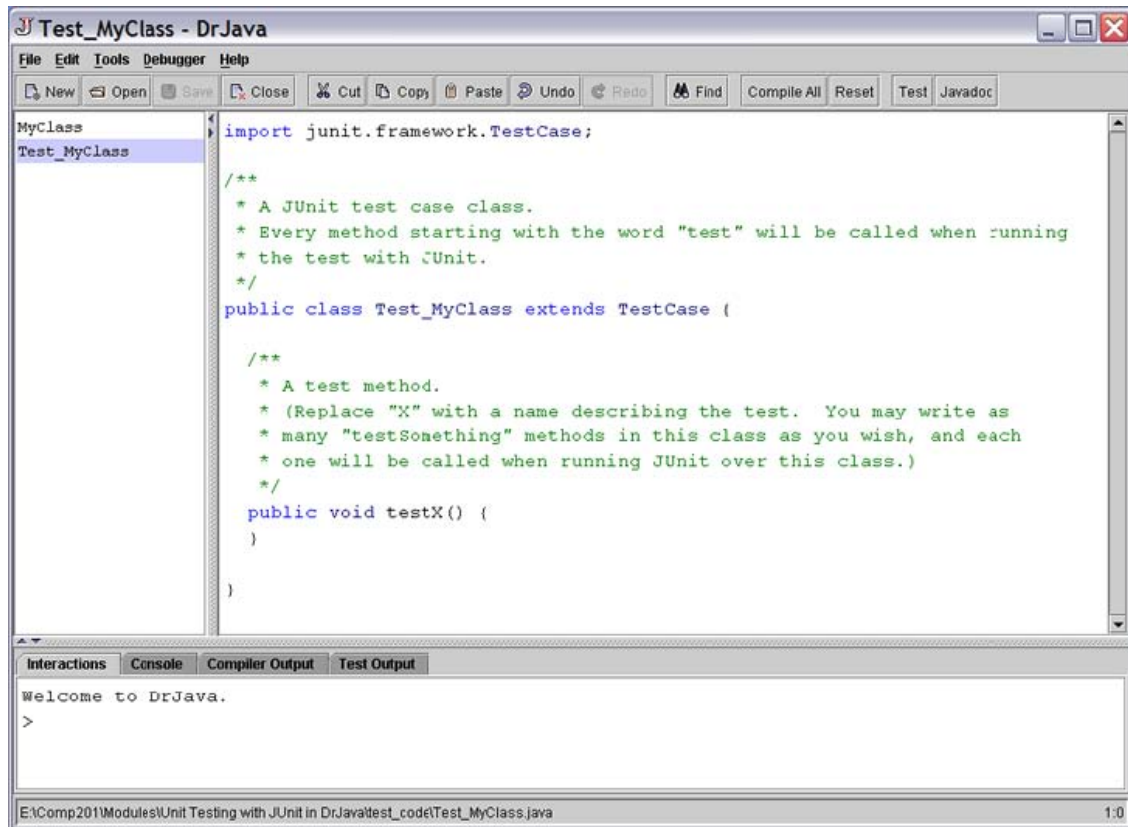 Test_MyClass - DrJava
File Edit Tools Debugger Help
New Open Save Close Cut Copy Paste Undo Redo Find Compile All Reset Test Javadoc
MyClass
Test_MyClass
import junit.framework.TestCase;
/**
* A JUnit test case class.
* Every method starting with the word "test" will be called when running
* the test with JUnit.
*/
public class Test_MyClass extends TestCase {
/**
* A test method.
* (Replace "X" with a name describing the test.  You may write as
* many "testSomething" methods in this class as you wish, and each
* one will be called when running JUnit over this class.)
*/
public void testX() {
}
}
Interactions Console Compiler Output Test Output
Welcome to DrJava.
>
E:\Comp201\Modules\Unit Testing with JUnit in DrJava\test_code\Test_MyClass.java 1:0